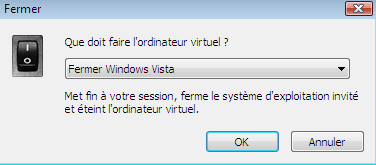 Fermer
Que doit faire l'ordinateur virtuel ?
Fermer Windows Vista
Met fin à votre session, ferme le système d'exploitation invité
et éteint l'ordinateur virtuel.
OK
Annuler